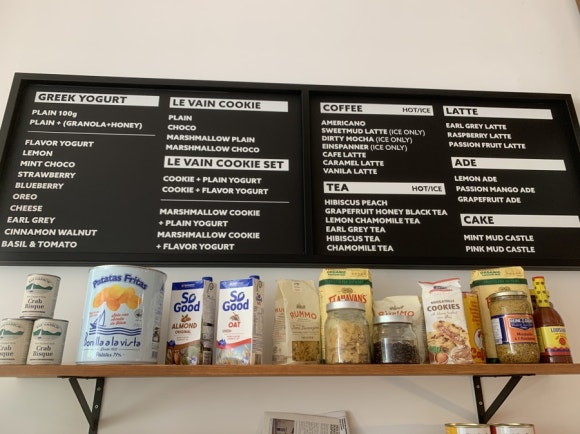 GREEK YOGURT
PLAIN 100g
PLAIN + (GRANOLA+HONEY)
FLAVOR YOGURT
LEMON
MINT CHOCO
STRAWBERRY
BLUEBERRY
OREO
CHEESE
EARL GREY
CINNAMON WALNUT
BASIL & TOMATO
LE VAIN COOKIE
PLAIN
CHOCO
MARSHMALLOW PLAIN
MARSHMALLOW CHOCO
LE VAIN COOKIE SET
COOKIE + PLAIN YOGURT
COOKIE + FLAVOR YOGURT
MARSHMALLOW COOKIE
+ PLAIN YOGURT
MARSHMALLOW COOKIE
+ FLAVOR YOGURT
COFFEE HOT/ICE
AMERICANO
SWEETMUD LATTE (ICE ONLY)
DIRTY MOCHA (ICE ONLY)
EINSPANNER (ICE ONLY)
CAFE LATTE
CARAMEL LATTE
VANILA LATTE
TEA HOT/ICE
HIBISCUS PEACH
GRAPEFRUIT HONEY BLACK TEA
LEMON CHAMOMILE TEA
EARL GREY TEA
HIBISCUS TEA
CHAMOMILE TEA
LATTE
EARL GREY LATTE
RASPBERRY LATTE
PASSION FRUIT LATTE
ADE
LEMON ADE
PASSION MANGO ADE
GRAPEFRUIT ADE
CAKE
MINT MUD CASTLE
PINK MUD CASTLE
Crab
Bisque
Crab Bisque
Crab
Bisque
Patatas Fritas
Bonilla a la vista
So
Good
ALMOND
ORIGINAL
So
Good
OAT
RUMMO
ORGANIC
COOKIES